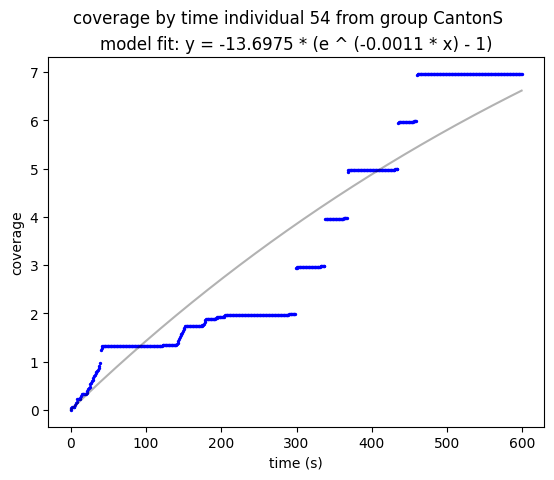 coverage by time individual 54 from group CantonS
model fit: y = -13.6975 * (e ^ (-0.0011 * x) - 1)
7
6
5
4
3
2
1
0
coverage
0 100 200 300 400 500 600
time (s)